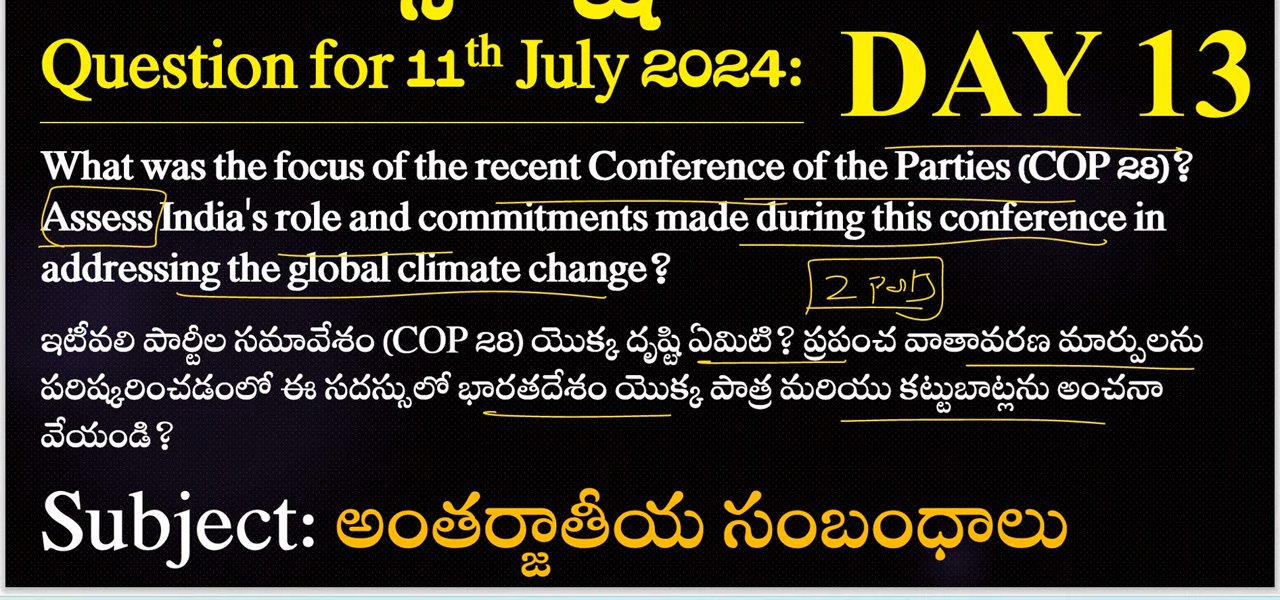 Question for 11th July 2024:
DAY 13
What was the focus of the recent Conference of the Parties (COP 28)?
Assess India's role and commitments made during this conference in
addressing the global climate change?
2 Parts
ఇటీవలి పార్టీల సమావేశం (COP 28) యొక్క దృష్టి ఏమిటి? ప్రపంచ వాతావరణ మార్పులను
పరిష్కరించడంలో ఈ సదస్సులో భారతదేశం యొక్క పాత్ర మరియు కట్టుబాట్లను అంచనా
వేయండి?
Subject: అంతర్జాతీయ సంబంధాలు